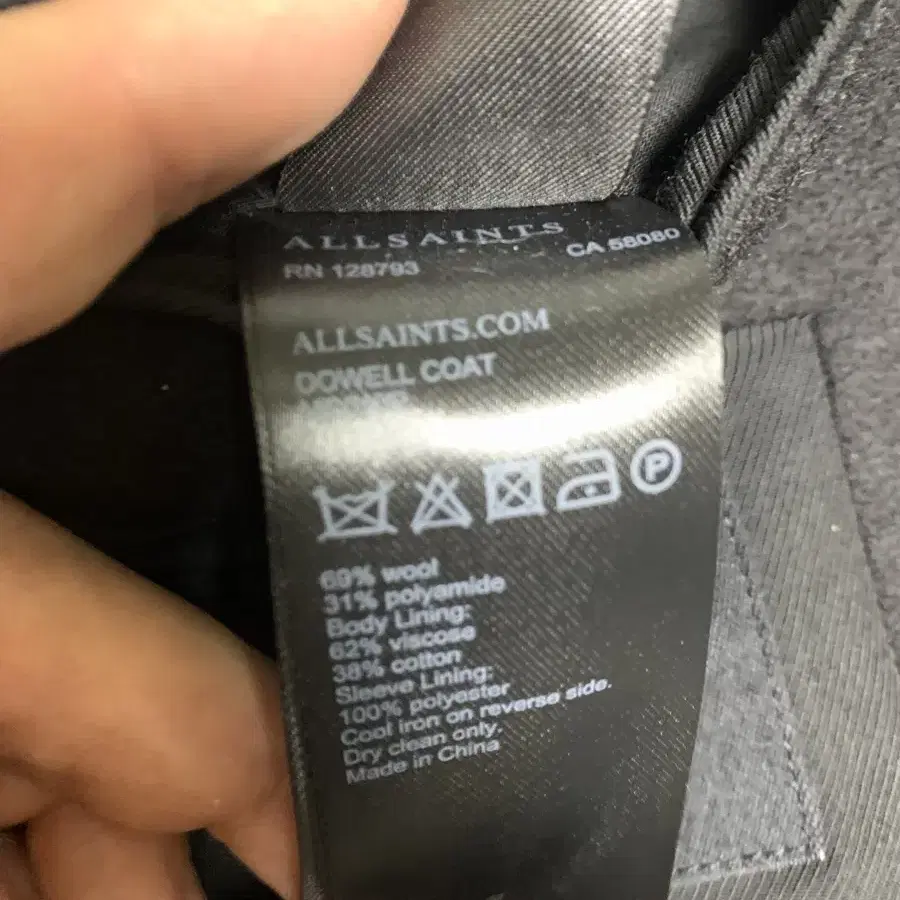 ALLSAINTS
RN 128793 CA 58080
ALLSAINTS.COM
DOWELL COAT
P
69% wool
31% polyamide
Body Lining:
62% viscose
38% cotton
Sleeve Lining:
100% polyester
Cool iron on reverse side.
Dry clean only.
Made in China